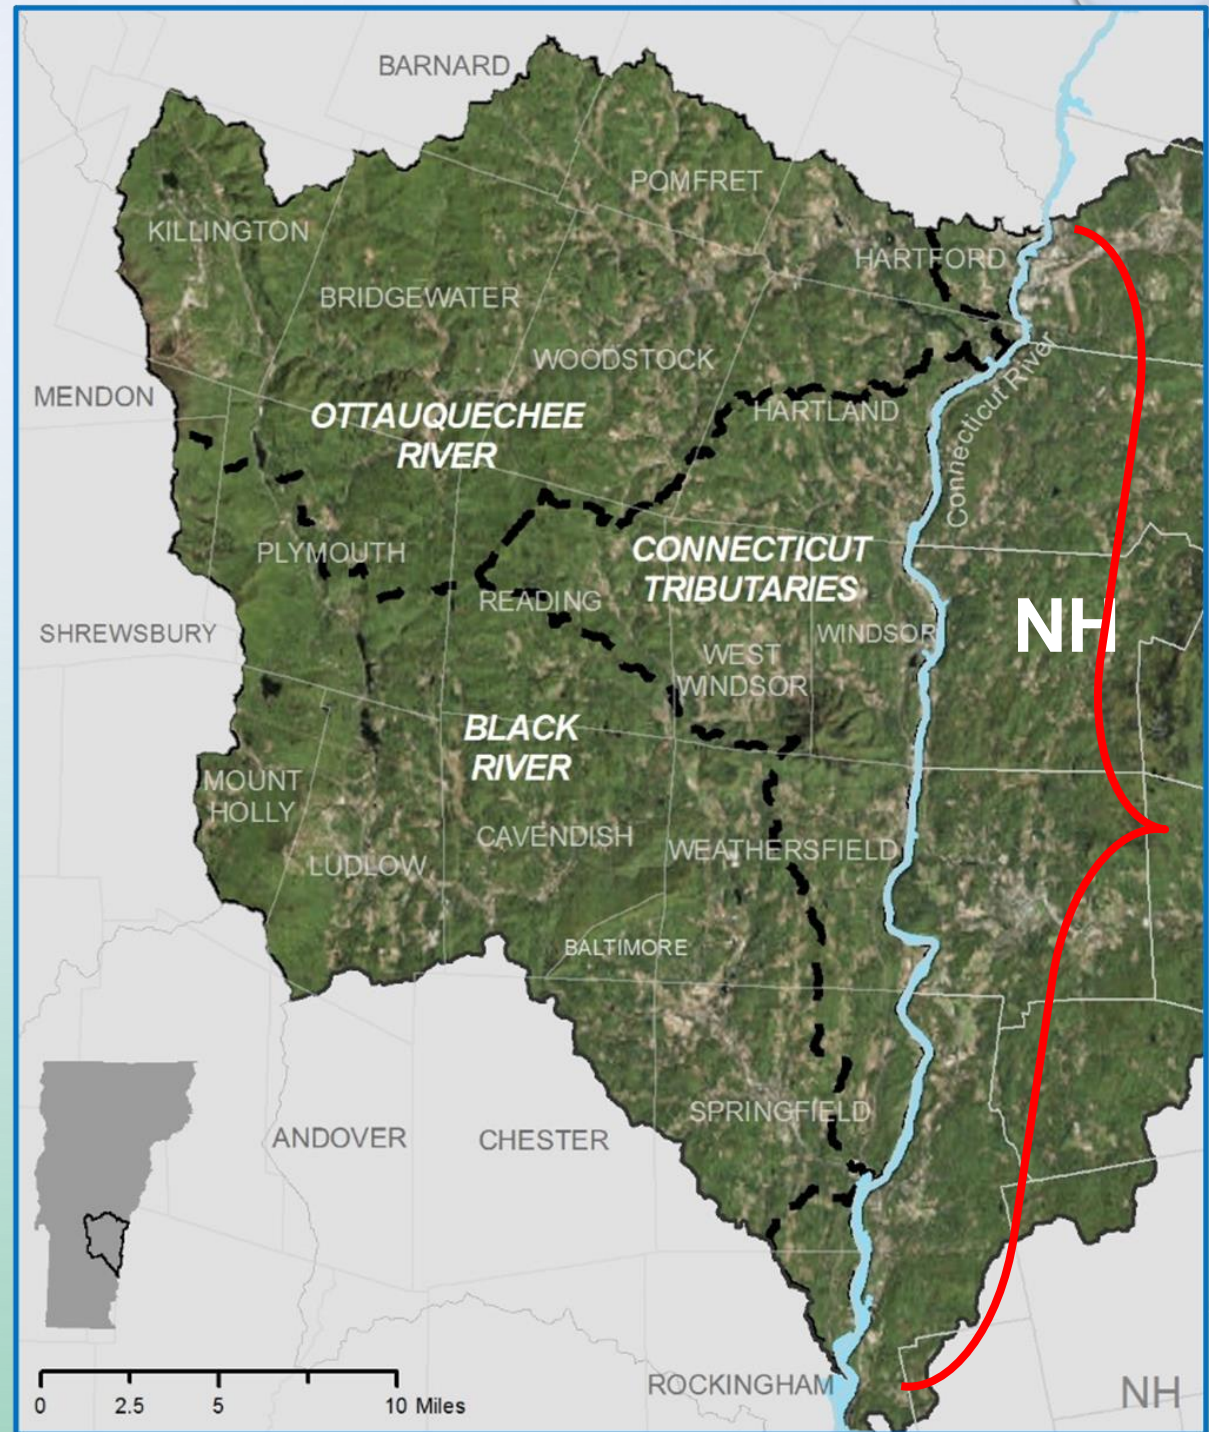 BARNARD
POMFRET
KILLINGTON
HARTFORD
BRIDGEWATER
WOODSTOCK
Connecticut River
MENDON
OTTAUQUECHEE
RIVER
HARTLAND
PLYMOUTH
CONNECTICUT
TRIBUTARIES
READING
SHREWSBURY
WINDSOR
NH
WEST
WINDSOR
BLACK
RIVER
MOUNT
HOLLY
CAVENDISH
WEATHERSFIELD
LUDLOW
BALTIMORE
SPRINGFIELD
ANDOVER
CHESTER
ROCKINGHAM
NH
0 2.5 5 10 Miles